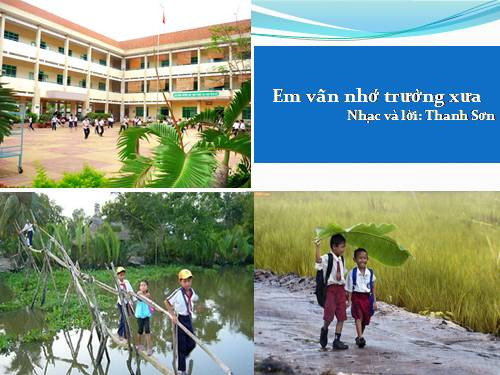 Em vẫn nhớ trường xưa
Nhạc và lời: Thanh Sơn